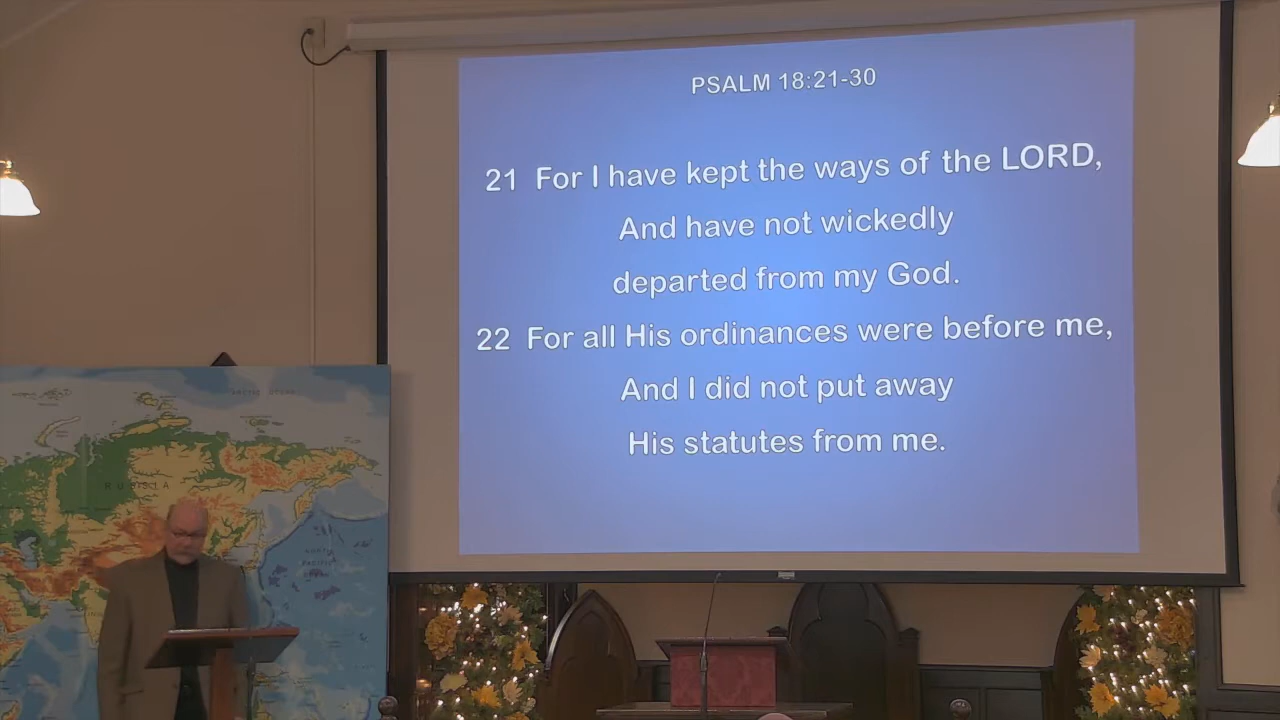 PSALM 18:21-30
21 For I have kept the ways of the LORD,
And have not wickedly
departed from my God.
22 For all His ordinances were before me,
And I did not put away
His statutes from me.
RUSSIA